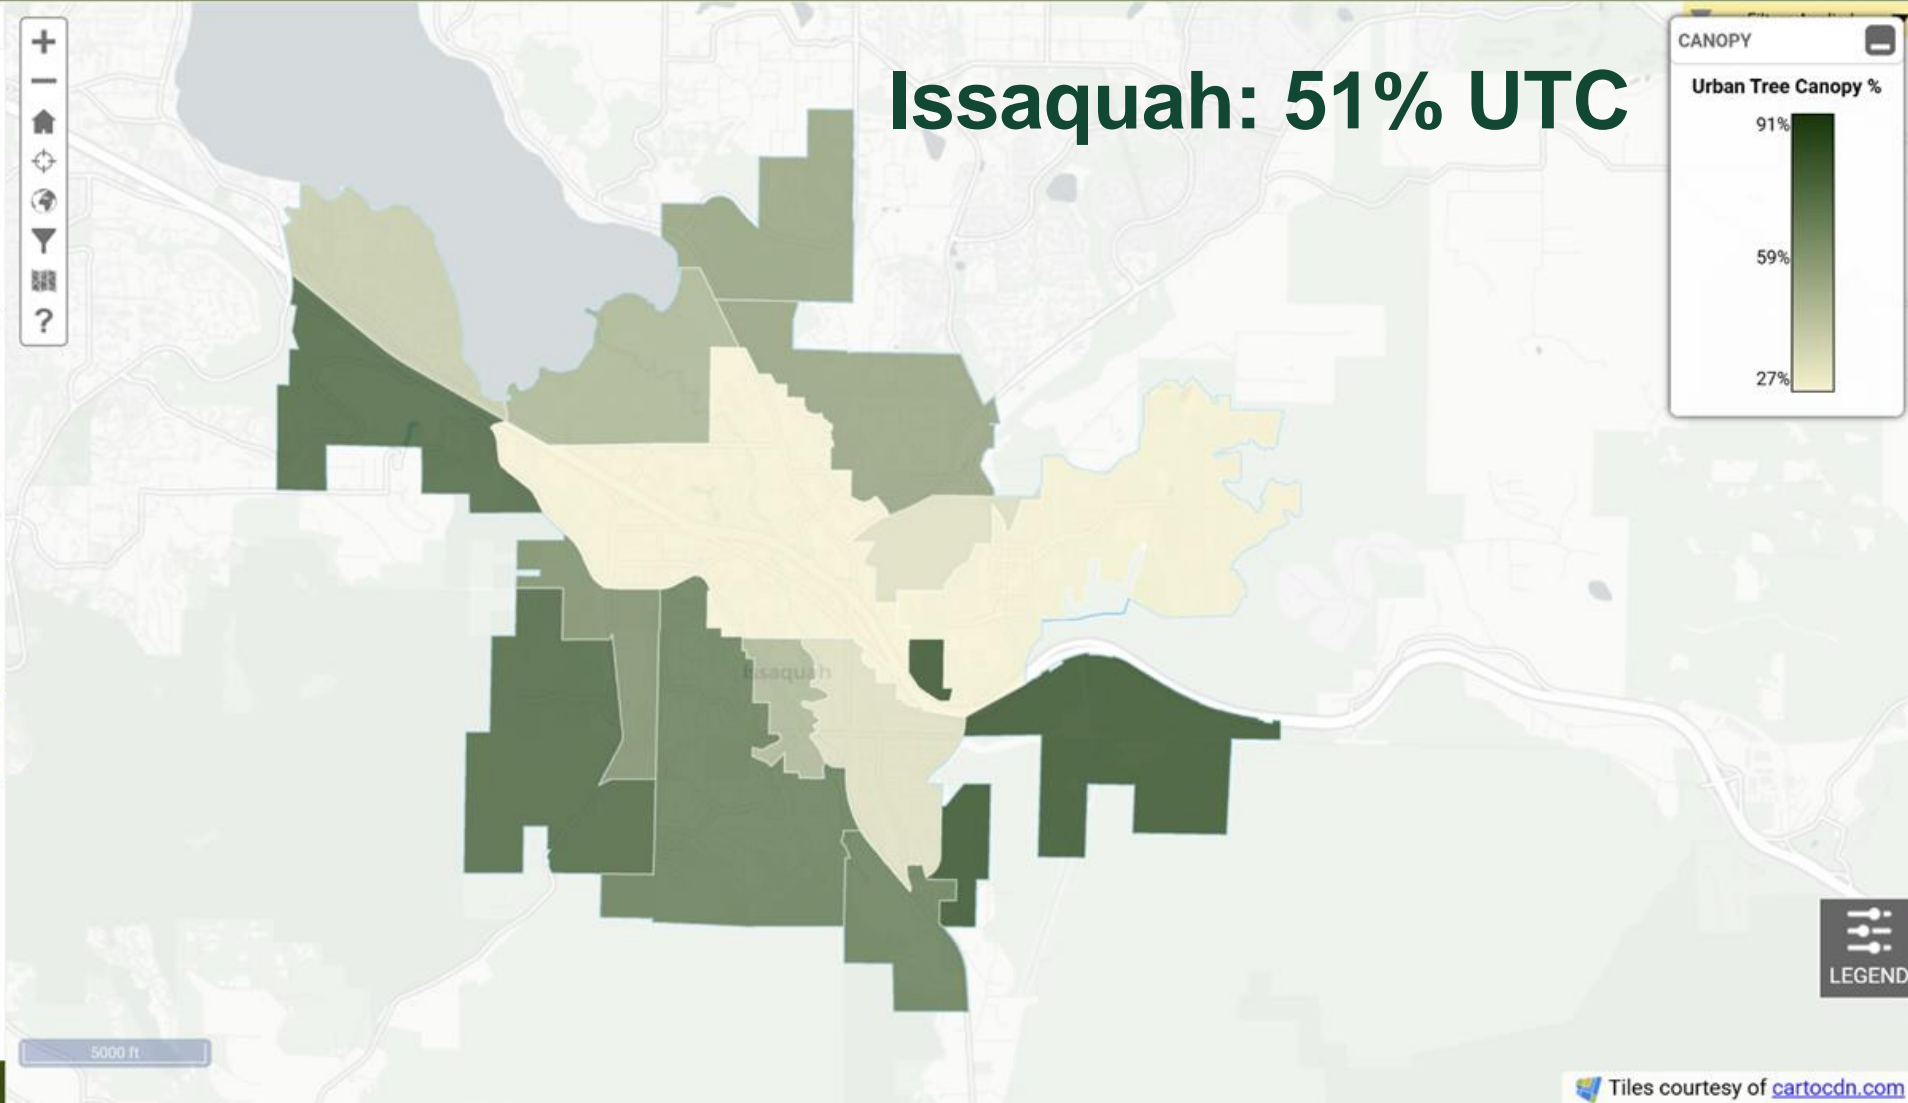 Issaquah: 51% UTC
CANOPY
Urban Tree Canopy %
91%
59%
27%
+
−
?
Issaquah
5000 ft
LEGEND
Tiles courtesy of cartocdn.com